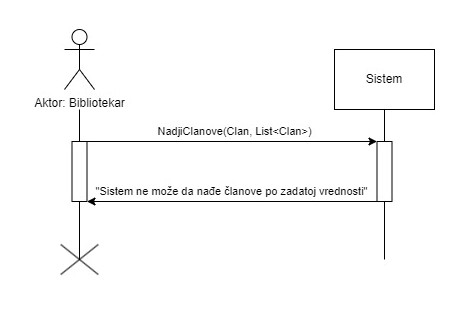 Sistem
Aktor: Bibliotekar
NadjiClanove(Clan, List<Clan>)
"Sistem ne može da nađe članove po zadatoj vrednosti"